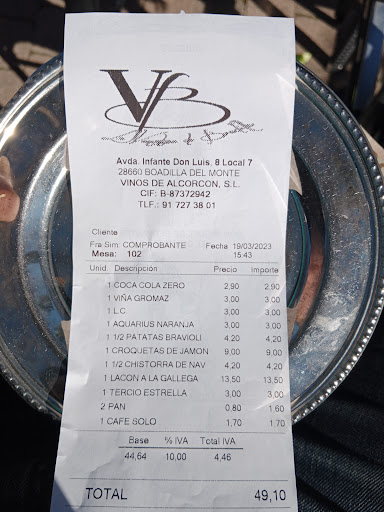 VB
Avda. Infante Don Luis, 8 Local 7
28660 BOADILLA DEL MONTE
VINOS DE ALCORCON, S.L.
CIF: B-87372942
TLF.: 91 727 38 01
Cliente
Fra Sim: COMPROBANTE Fecha 19/03/2023
Mesa: 102 15:43
Unid. Descripción Precio Importe
1 COCA COLA ZERO 2,90 2,90
1 VIÑA GROMAZ 3,00 3,00
1 L.C 3,00 3,00
1 AQUARIUS NARANJA 3,00 3,00
1 1/2 PATATAS BRAVIOLI 4,20 4,20
1 CROQUETAS DE JAMON 9,00 9,00
1 1/2 CHISTORRA DE NAV 4,20 4,20
1 LACON A LA GALLEGA 13,50 13,50
1 TERCIO ESTRELLA 3,00 3,00
2 PAN 0,80 1,60
1 CAFE SOLO 1,70 1,70
Base % IVA Total IVA
44,64 10,00 4,46
TOTAL 49,10